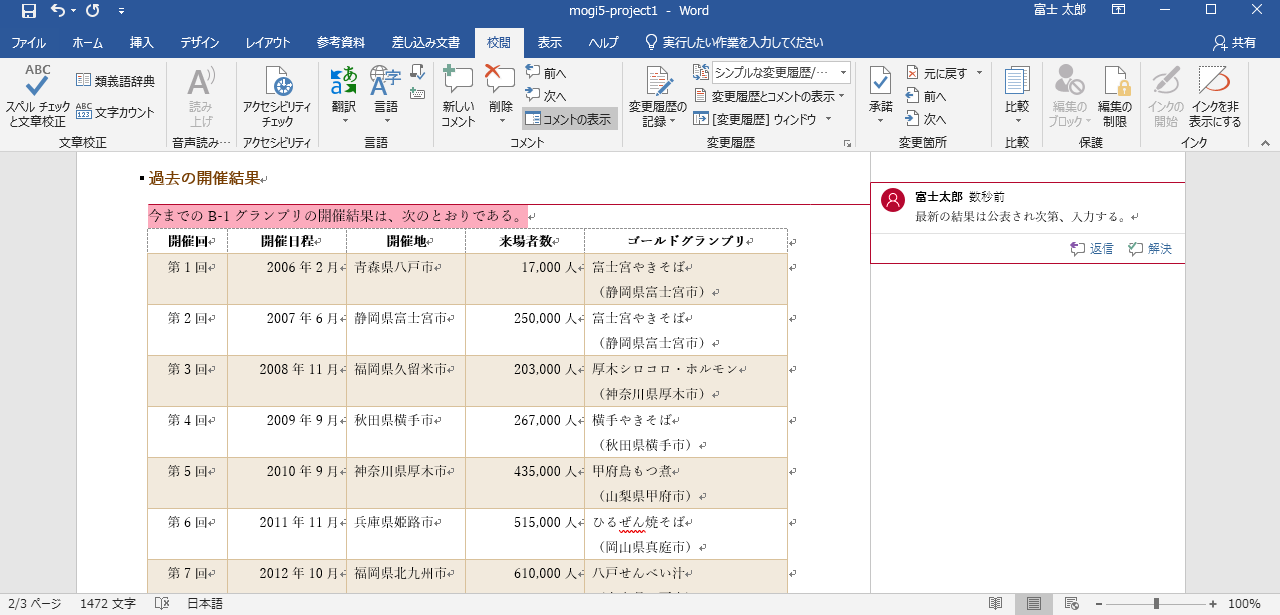 mogi5-project1 - Word
富士 太郎
ファイル ホーム 挿入 デザイン レイアウト 参考資料 差し込み文書 校閲 表示 ヘルプ 実行したい作業を入力してください 共有
ABC
スペル チェック
と文章校正
類義語辞典
ABC
123
文字カウント
文章校正
読み
上げ
音声読み…
アクセシビリティ
チェック
アクセシビリティ
翻訳
言語
言語
新しい
コメント
削除
前へ
次へ
コメントの表示
コメント
変更履歴の
記録
シンプルな変更履歴/…
変更履歴とコメントの表示
[変更履歴] ウィンドウ
変更履歴
承諾
元に戻す
前へ
次へ
変更箇所
比較
比較
編集の
ブロック
編集の
制限
保護
インクの
開始
インクを非
表示にする
インク
過去の開催結果
今までの B-1 グランプリの開催結果は、次のとおりである。
開催回 開催日程 開催地 来場者数 ゴールドグランプリ
第 1 回 2006 年 2 月 青森県八戸市 17,000 人 富士宮やきそば
（静岡県富士宮市）
第 2 回 2007 年 6 月 静岡県富士宮市 250,000 人 富士宮やきそば
（静岡県富士宮市）
第 3 回 2008 年 11 月 福岡県久留米市 203,000 人 厚木シロコロ・ホルモン
（神奈川県厚木市）
第 4 回 2009 年 9 月 秋田県横手市 267,000 人 横手やきそば
（秋田県横手市）
第 5 回 2010 年 9 月 神奈川県厚木市 435,000 人 甲府鳥もつ煮
（山梨県甲府市）
第 6 回 2011 年 11 月 兵庫県姫路市 515,000 人 ひるぜん焼そば
（岡山県真庭市）
第 7 回 2012 年 10 月 福岡県北九州市 610,000 人 八戸せんべい汁
富士太郎 数秒前
最新の結果は公表され次第、入力する。
返信 解決
2/3 ページ 1472 文字 日本語 100%